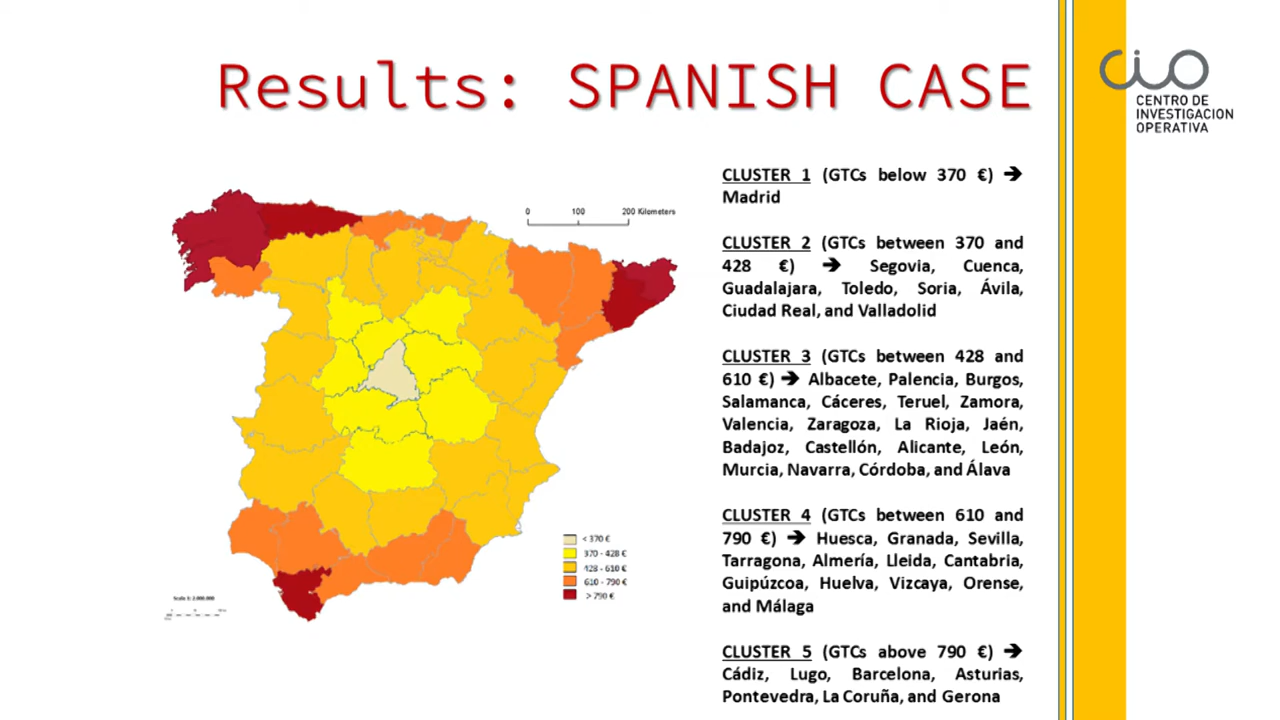 Results: SPANISH CASE
CIO
CENTRO DE
INVESTIGACION
OPERATIVA
0 100 200 Kilometers
< 370 €
370 - 428 €
428 - 610 €
610 - 790 €
> 790 €
CLUSTER 1 (GTCs below 370 €) ➔
Madrid
CLUSTER 2 (GTCs between 370 and
428 €) ➔ Segovia, Cuenca,
Guadalajara, Toledo, Soria, Ávila,
Ciudad Real, and Valladolid
CLUSTER 3 (GTCs between 428 and
610 €) ➔ Albacete, Palencia, Burgos,
Salamanca, Cáceres, Teruel, Zamora,
Valencia, Zaragoza, La Rioja, Jaén,
Badajoz, Castellón, Alicante, León,
Murcia, Navarra, Córdoba, and Álava
CLUSTER 4 (GTCs between 610 and
790 €) ➔ Huesca, Granada, Sevilla,
Tarragona, Almería, Lleida, Cantabria,
Guipúzcoa, Huelva, Vizcaya, Orense,
and Málaga
CLUSTER 5 (GTCs above 790 €) ➔
Cádiz, Lugo, Barcelona, Asturias,
Pontevedra, La Coruña, and Gerona